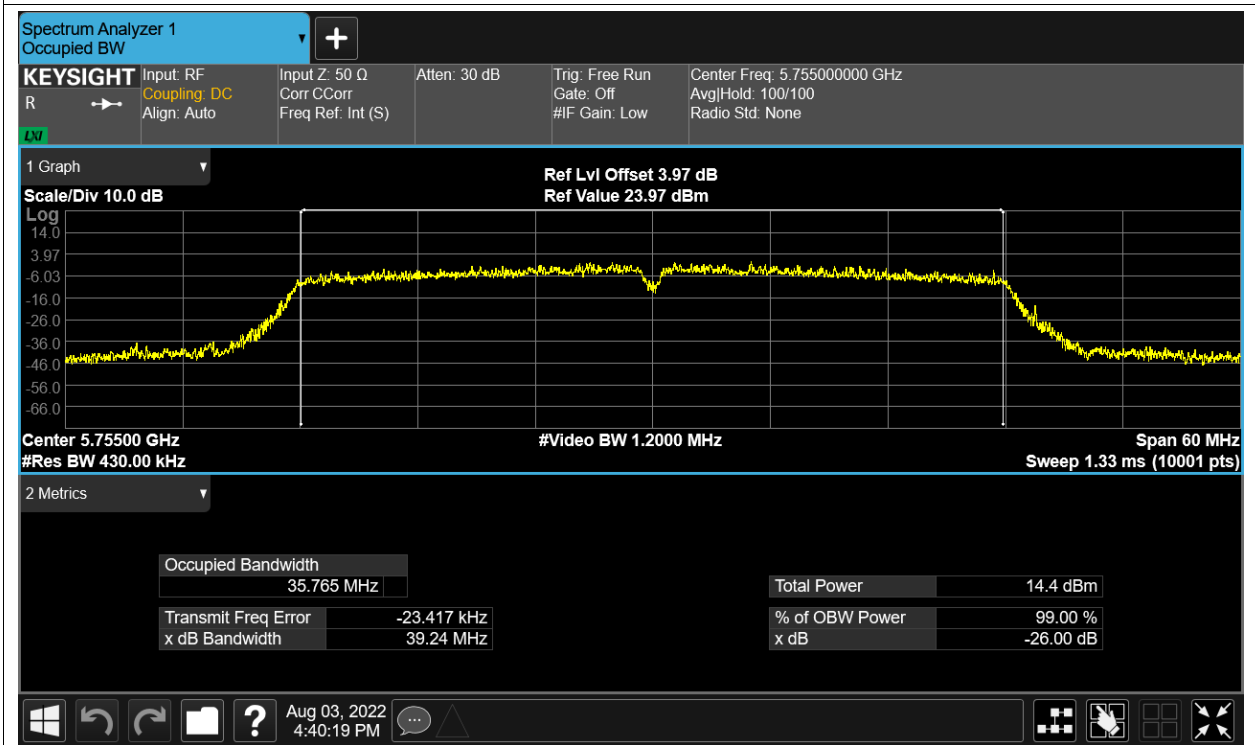 Spectrum Analyzer 1
Occupied BW
KEYSIGHT
R
LXI
Input: RF
Coupling: DC
Align: Auto
Input Z: 50 Ω
Corr CCorr
Freq Ref: Int (S)
Atten: 30 dB
Trig: Free Run
Gate: Off
#IF Gain: Low
Center Freq: 5.755000000 GHz
Avg|Hold: 100/100
Radio Std: None
1 Graph
Scale/Div 10.0 dB
Ref Lvl Offset 3.97 dB
Ref Value 23.97 dBm
Log
14.0
3.97
-6.03
-16.0
-26.0
-36.0
-46.0
-56.0
-66.0
Center 5.75500 GHz
#Video BW 1.2000 MHz
Span 60 MHz
#Res BW 430.00 kHz
Sweep 1.33 ms (10001 pts)
2 Metrics
Occupied Bandwidth
35.765 MHz
Total Power 14.4 dBm
Transmit Freq Error -23.417 kHz
% of OBW Power 99.00 %
x dB Bandwidth 39.24 MHz
x dB -26.00 dB
?
Aug 03, 2022
4:40:19 PM